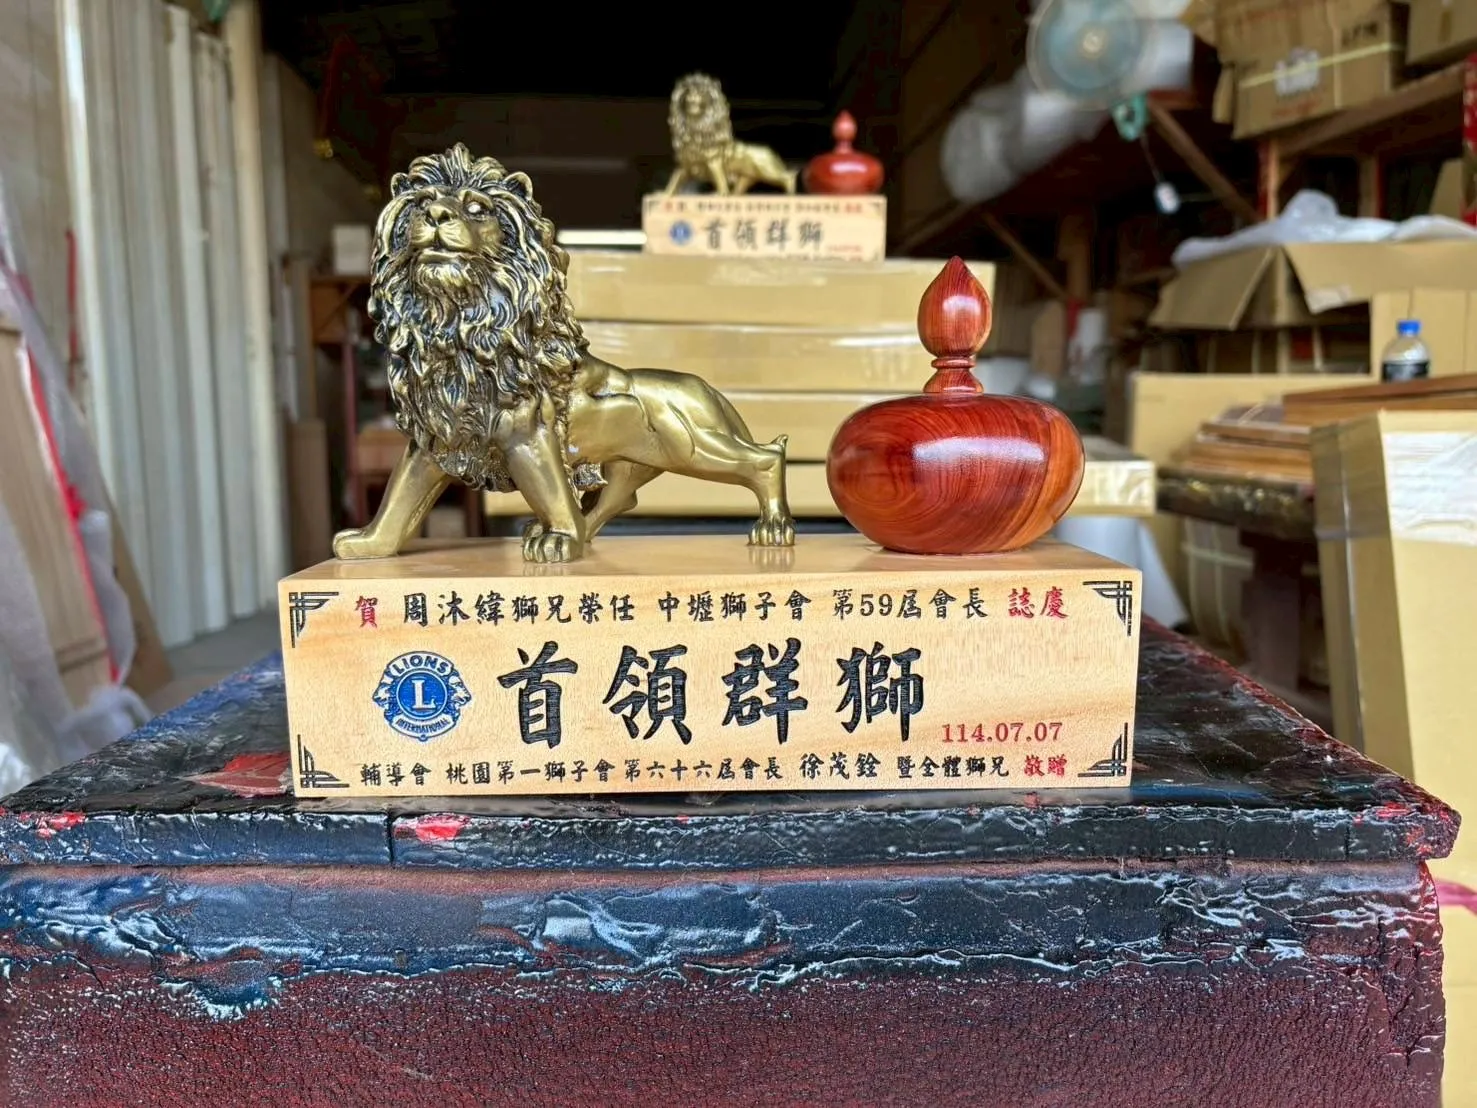 首領群獅
賀 周沐緯獅兄榮任 中壢獅子會 第59屆會長 誌慶
LIONS
L
INTERNATIONAL
首領群獅
114.07.07
輔導會 桃園第一獅子會第六十六屆會長 徐茂銓 暨全體獅兄 敬贈